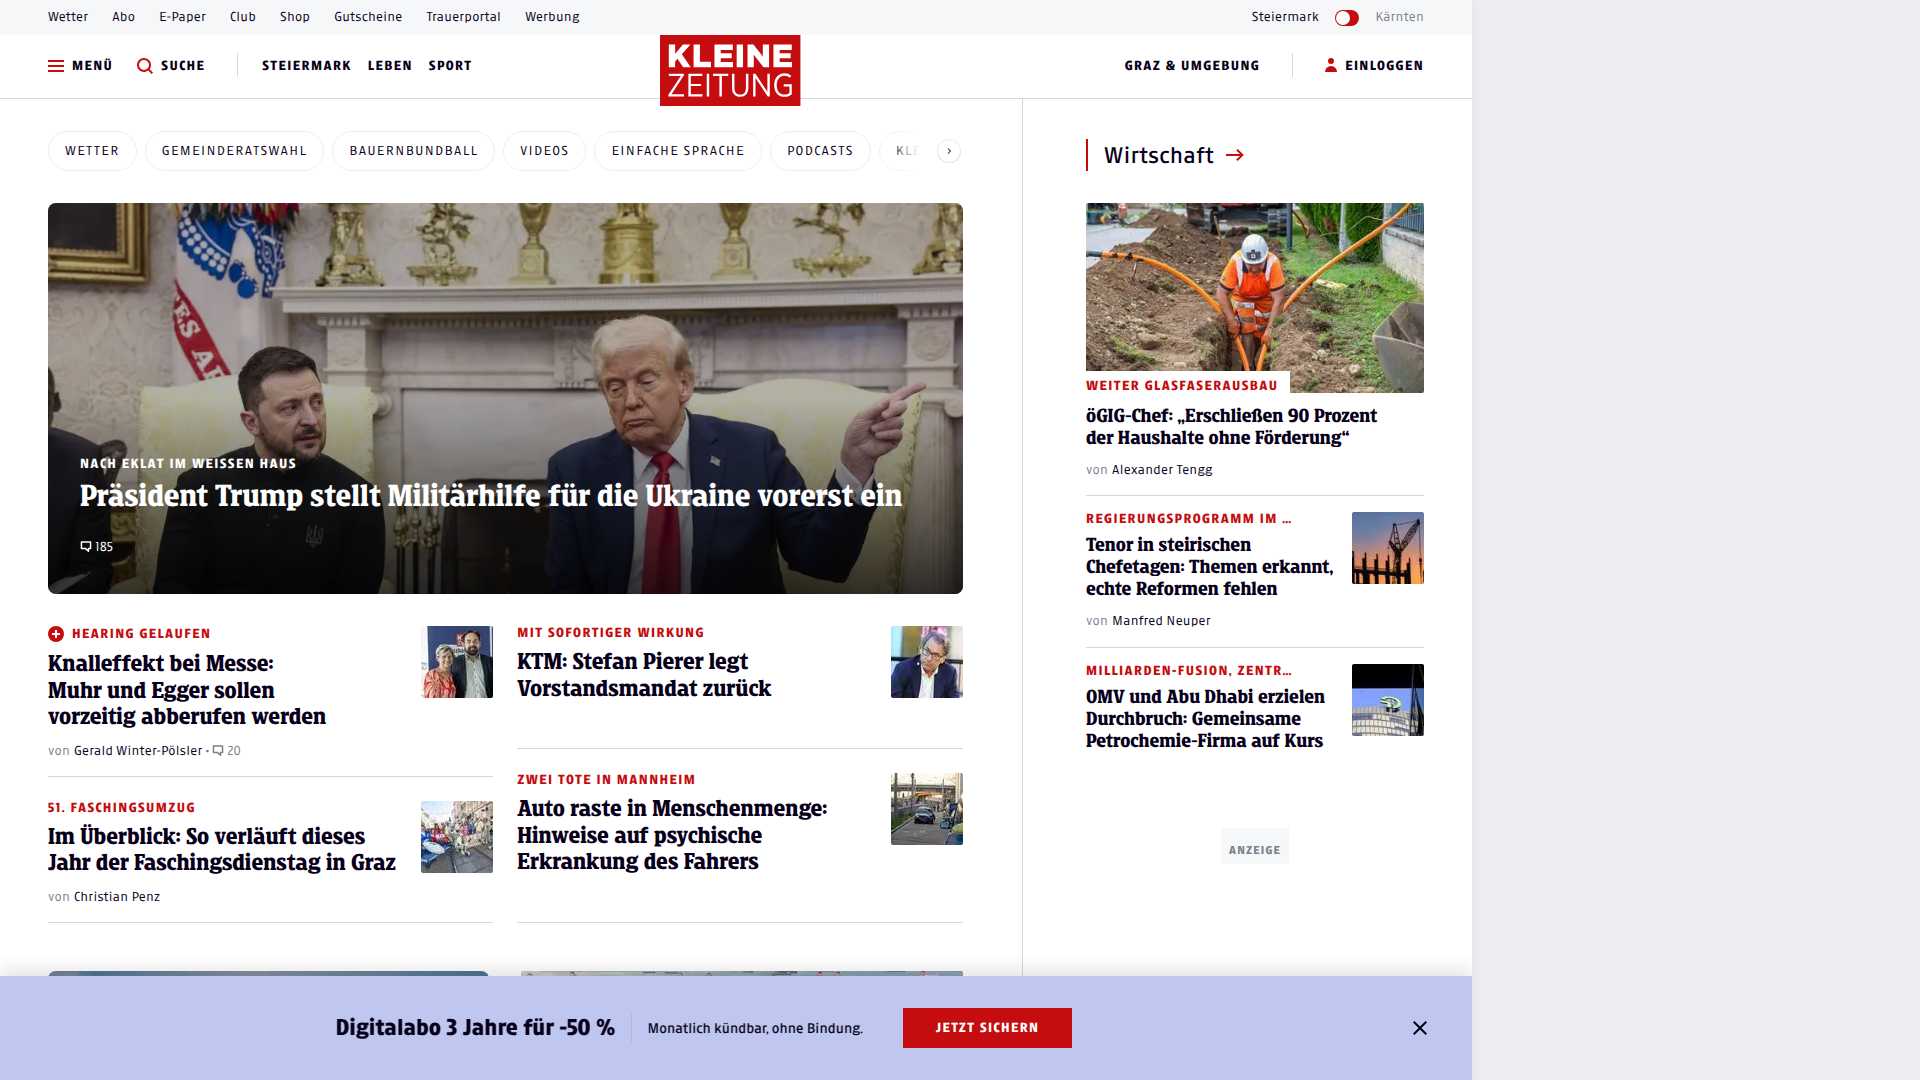 Wetter Abo E-Paper Club Shop Gutscheine Trauerportal Werbung Steiermark Kärnten
MENÜ SUCHE STEIERMARK LEBEN SPORT KLEINE ZEITUNG GRAZ & UMGEBUNG EINLOGGEN
WETTER GEMEINDERATSWAHL BAUERNBUNDBALL VIDEOS EINFACHE SPRACHE PODCASTS
NACH EKLAT IM WEISSEN HAUS
Präsident Trump stellt Militärhilfe für die Ukraine vorerst ein
185
HEARING GELAUFEN
Knalleffekt bei Messe:
Muhr und Egger sollen
vorzeitig abberufen werden
von Gerald Winter-Pölsler · 20
51. FASCHINGSUMZUG
Im Überblick: So verläuft dieses
Jahr der Faschingsdienstag in Graz
von Christian Penz
MIT SOFORTIGER WIRKUNG
KTM: Stefan Pierer legt
Vorstandsmandat zurück
ZWEI TOTE IN MANNHEIM
Auto raste in Menschenmenge:
Hinweise auf psychische
Erkrankung des Fahrers
Wirtschaft →
WEITER GLASFASERAUSBAU
öGIG-Chef: „Erschließen 90 Prozent
der Haushalte ohne Förderung“
von Alexander Tengg
REGIERUNGSPROGRAMM IM ...
Tenor in steirischen
Chefetagen: Themen erkannt,
echte Reformen fehlen
von Manfred Neuper
MILLIARDEN-FUSION, ZENTR...
OMV und Abu Dhabi erzielen
Durchbruch: Gemeinsame
Petrochemie-Firma auf Kurs
ANZEIGE
Digitalabo 3 Jahre für -50 % Monatlich kündbar, ohne Bindung. JETZT SICHERN